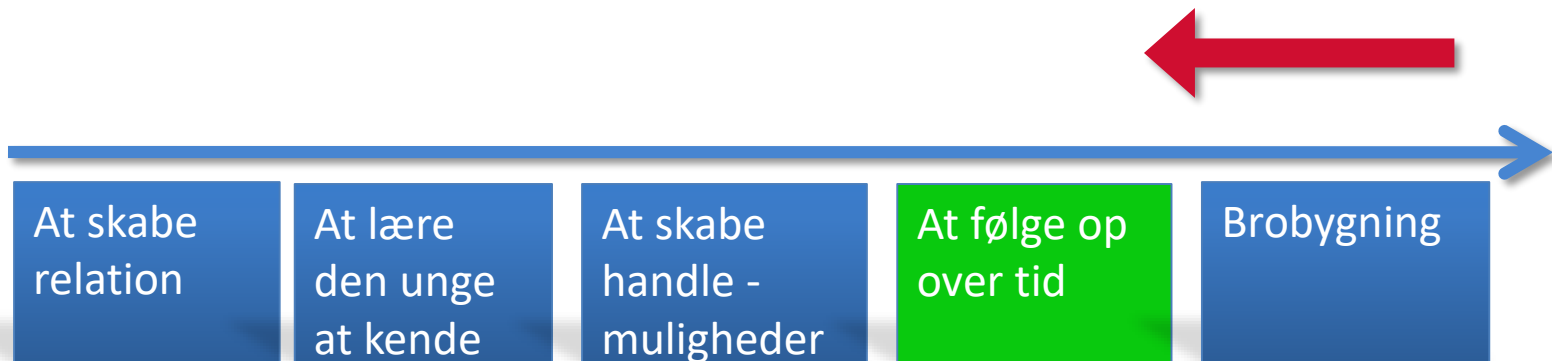 At skabe
relation
At lære
den unge
at kende
At skabe
handle -
muligheder
At følge op
over tid
Brobygning